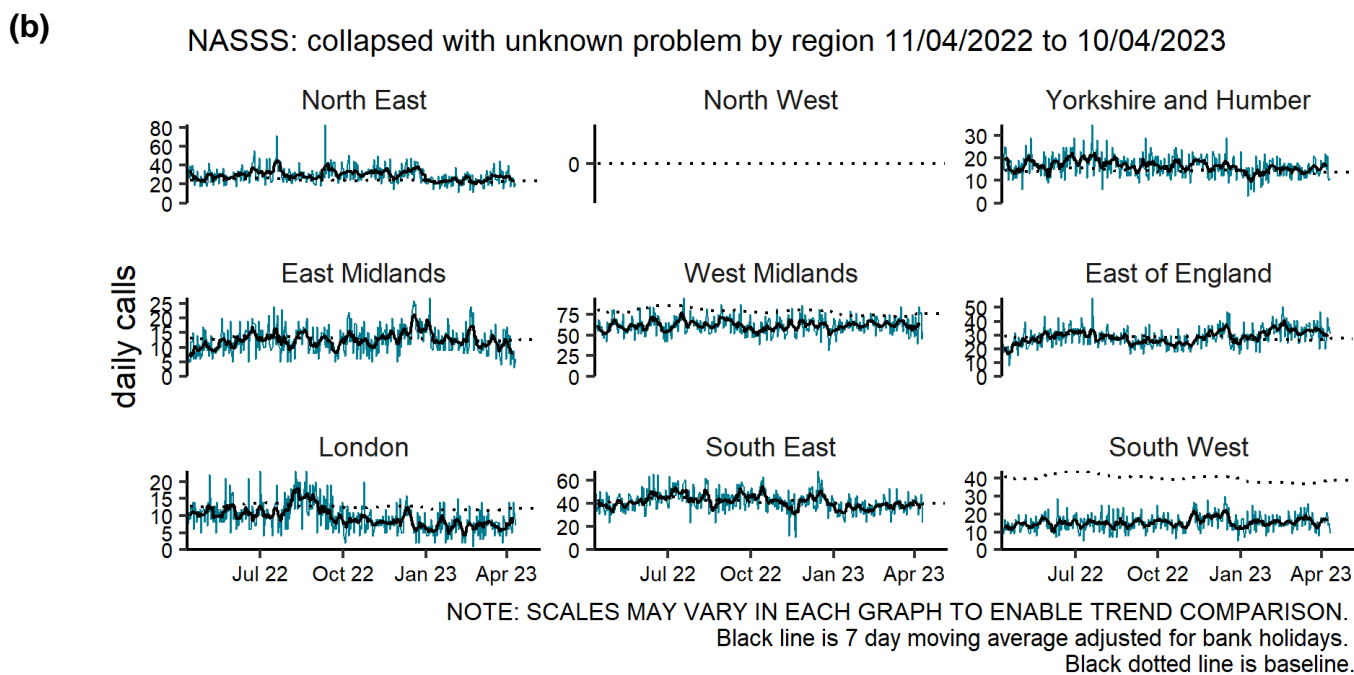 (b)
NASSS: collapsed with unknown problem by region 11/04/2022 to 10/04/2023
North East
North West
Yorkshire and Humber
80
60
40
20
0
0
30
20
10
0
daily calls
East Midlands
West Midlands
East of England
25
20
15
10
5
0
75
50
25
0
50
40
30
20
10
0
London
South East
South West
20
15
10
5
0
60
40
20
0
40
30
20
10
0
Jul 22
Oct 22
Jan 23
Apr 23
Jul 22
Oct 22
Jan 23
Apr 23
Jul 22
Oct 22
Jan 23
Apr 23
NOTE: SCALES MAY VARY IN EACH GRAPH TO ENABLE TREND COMPARISON.
Black line is 7 day moving average adjusted for bank holidays.
Black dotted line is baseline.